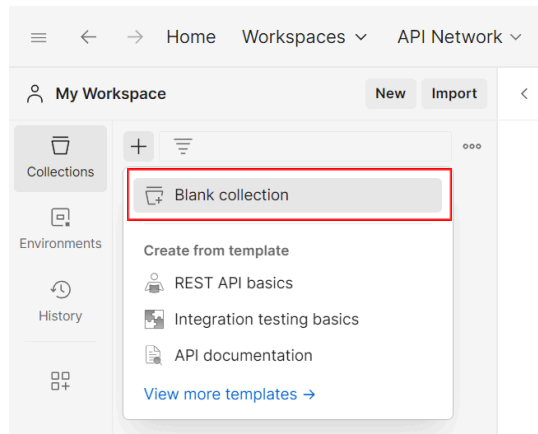 Home Workspaces API Network
My Workspace New Import
Collections
Blank collection
Environments
Create from template
REST API basics
History
Integration testing basics
API documentation
View more templates →